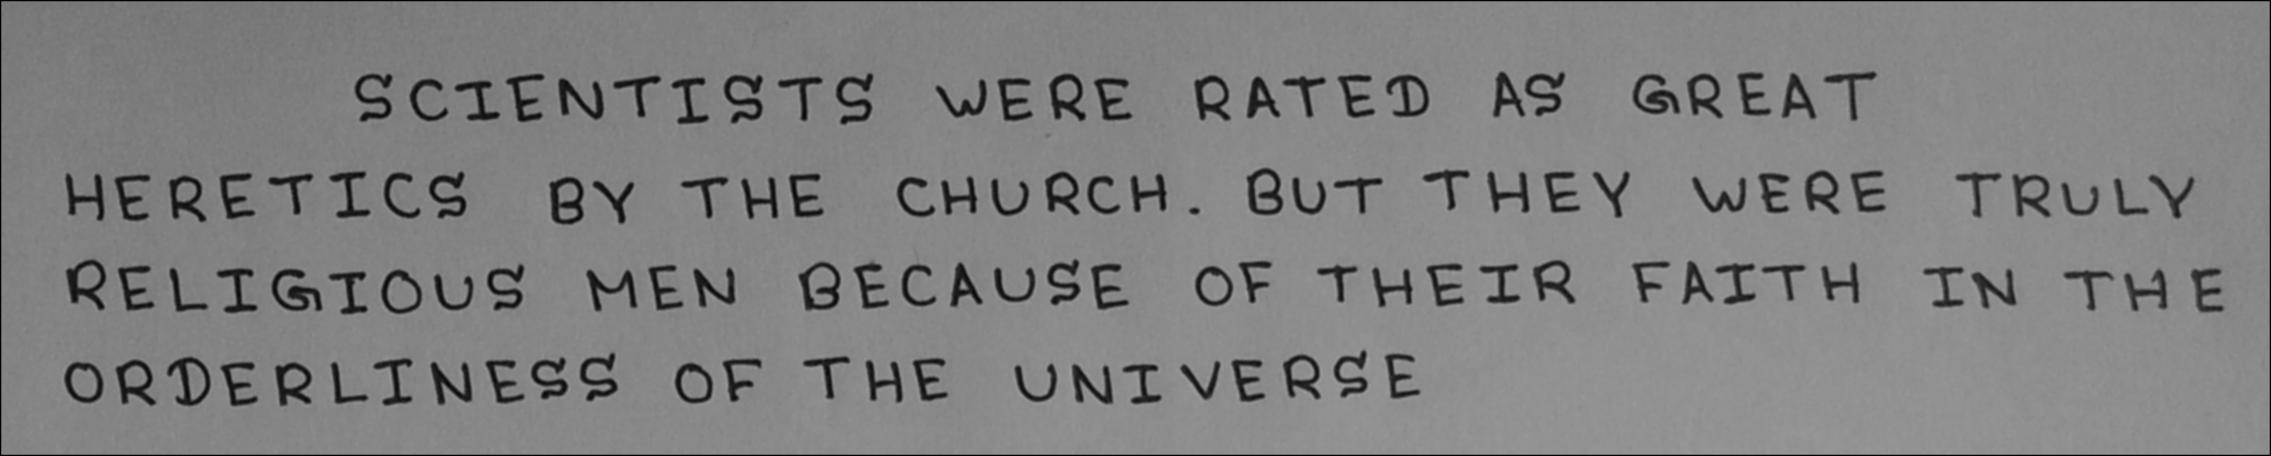 SCIENTISTS WERE RATED AS GREAT
HERETICS BY THE CHURCH. BUT THEY WERE TRULY
RELIGIOUS MEN BECAUSE OF THEIR FAITH IN THE
ORDERLINESS OF THE UNIVERSE